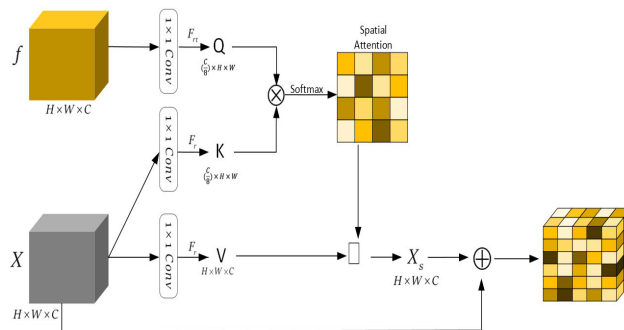 f
H×W×C
1×1 Conv
F_rt
Q
(C/8)×H×W
⊗
Softmax
Spatial
Attention
1×1 Conv
F_r
K
(C/8)×H×W
X
H×W×C
1×1 Conv
F_r
V
H×W×C
X_s
H×W×C
⊕